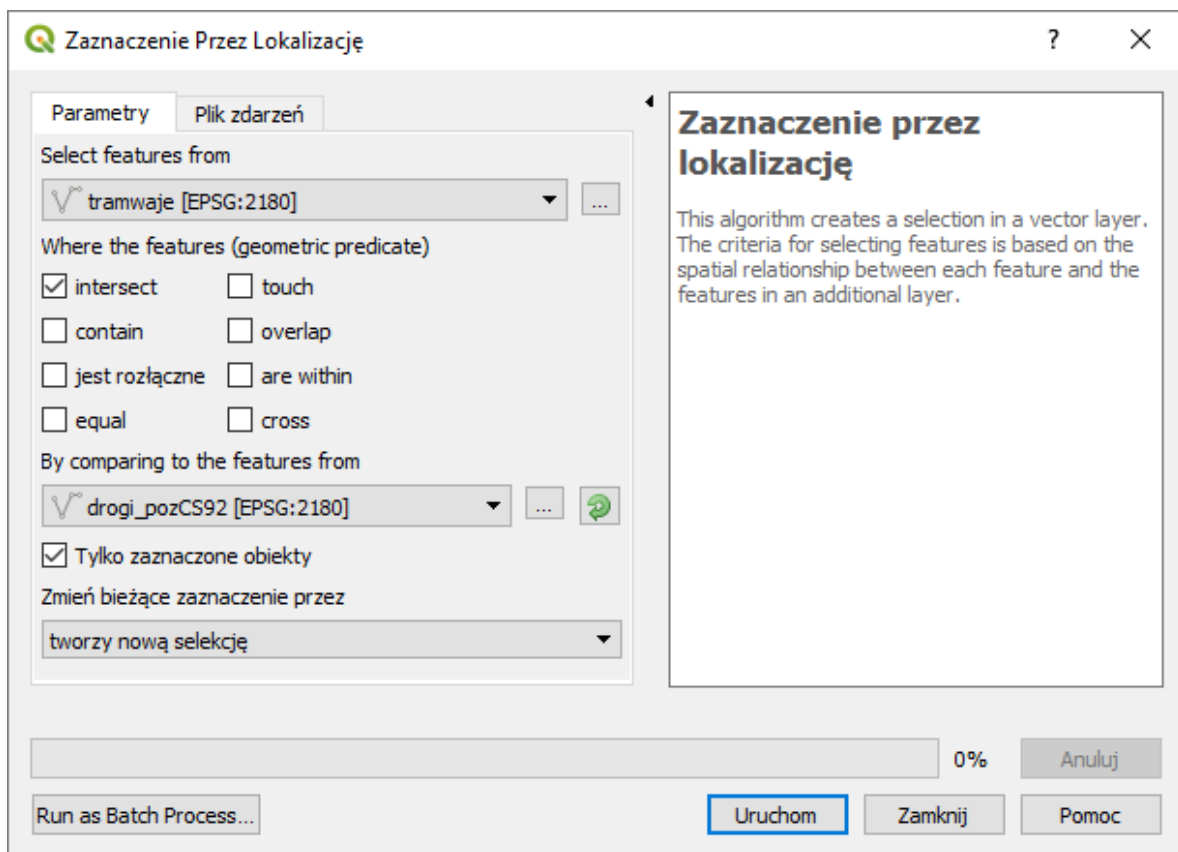 Zaznaczenie Przez Lokalizację
?
Parametry
Plik zdarzeń
Select features from
tramwaje [EPSG:2180]
...
Where the features (geometric predicate)
intersect
touch
contain
overlap
jest rozłączne
are within
equal
cross
By comparing to the features from
drogi_pozCS92 [EPSG:2180]
...
Tylko zaznaczone obiekty
Zmień bieżące zaznaczenie przez
tworzy nową selekcję
Zaznaczenie przez
lokalizację
This algorithm creates a selection in a vector layer.
The criteria for selecting features is based on the
spatial relationship between each feature and the
features in an additional layer.
0%
Anuluj
Run as Batch Process...
Uruchom
Zamknij
Pomoc